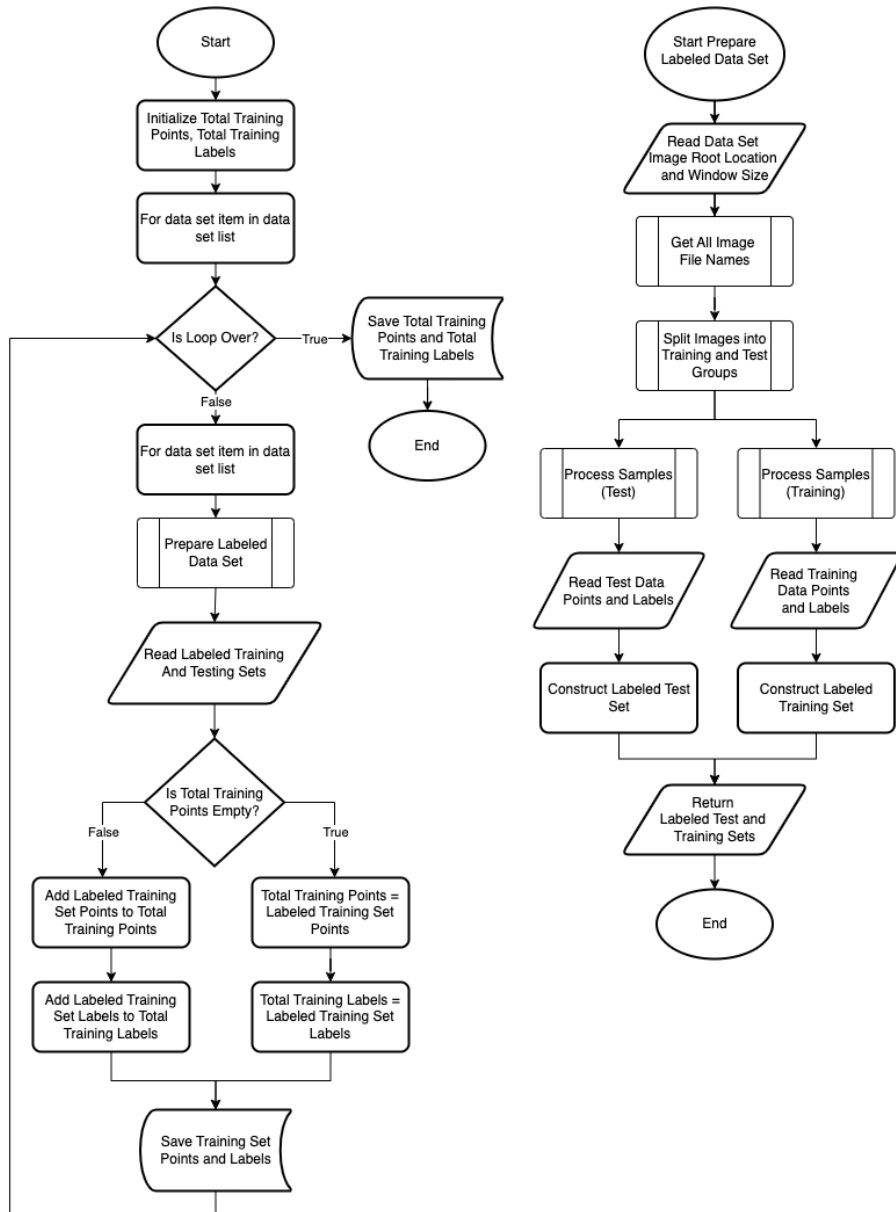 Start
Initialize Total Training
Points, Total Training
Labels
For data set item in data
set list
Is Loop Over?
True
Save Total Training
Points and Total
Training Labels
End
False
For data set item in data
set list
Prepare Labeled
Data Set
Read Labeled Training
And Testing Sets
Is Total Training
Points Empty?
False
True
Add Labeled Training
Set Points to Total
Training Points
Total Training Points =
Labeled Training Set
Points
Add Labeled Training
Set Labels to Total
Training Labels
Total Training Labels =
Labeled Training Set
Labels
Save Training Set
Points and Labels
Start Prepare
Labeled Data Set
Read Data Set
Image Root Location
and Window Size
Get All Image
File Names
Split Images into
Training and Test
Groups
Process Samples
(Test)
Process Samples
(Training)
Read Test Data
Points and Labels
Read Training
Data Points
and Labels
Construct Labeled Test
Set
Construct Labeled
Training Set
Return
Labeled Test and
Training Sets
End